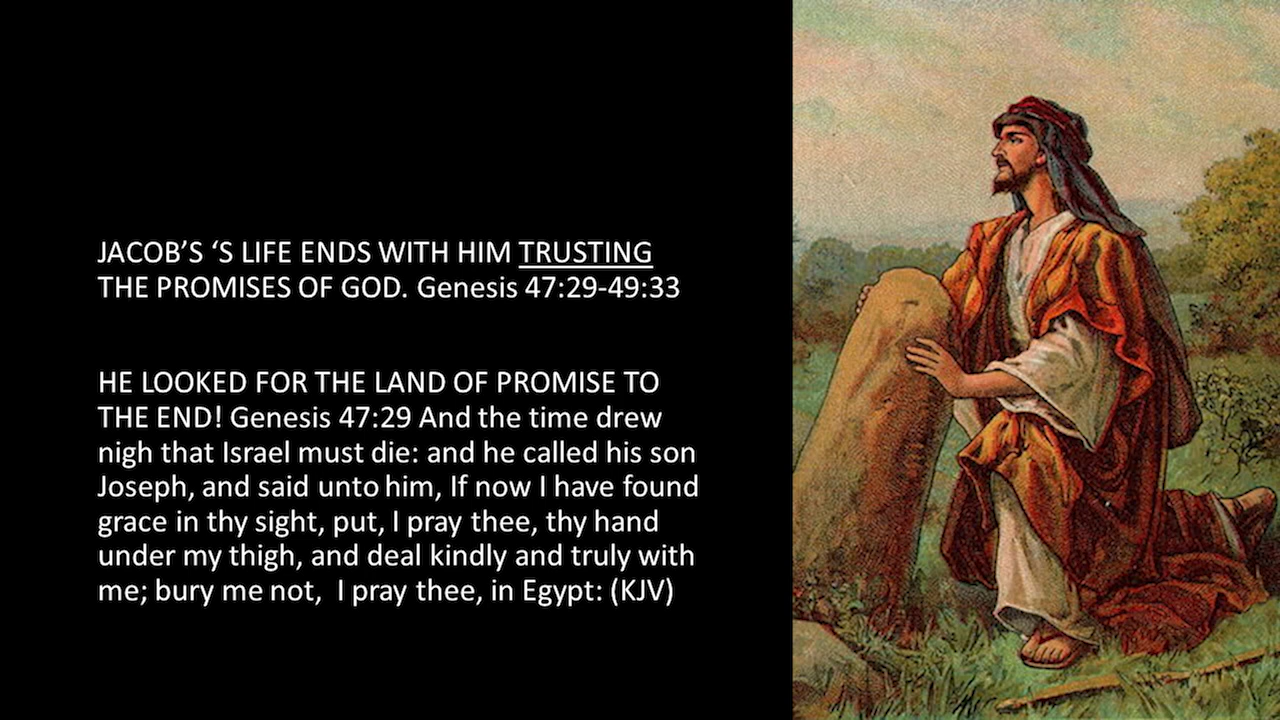 JACOB’S ‘S LIFE ENDS WITH HIM TRUSTING
THE PROMISES OF GOD. Genesis 47:29-49:33
HE LOOKED FOR THE LAND OF PROMISE TO
THE END! Genesis 47:29 And the time drew
nigh that Israel must die: and he called his son
Joseph, and said unto him, If now I have found
grace in thy sight, put, I pray thee, thy hand
under my thigh, and deal kindly and truly with
me; bury me not, I pray thee, in Egypt: (KJV)